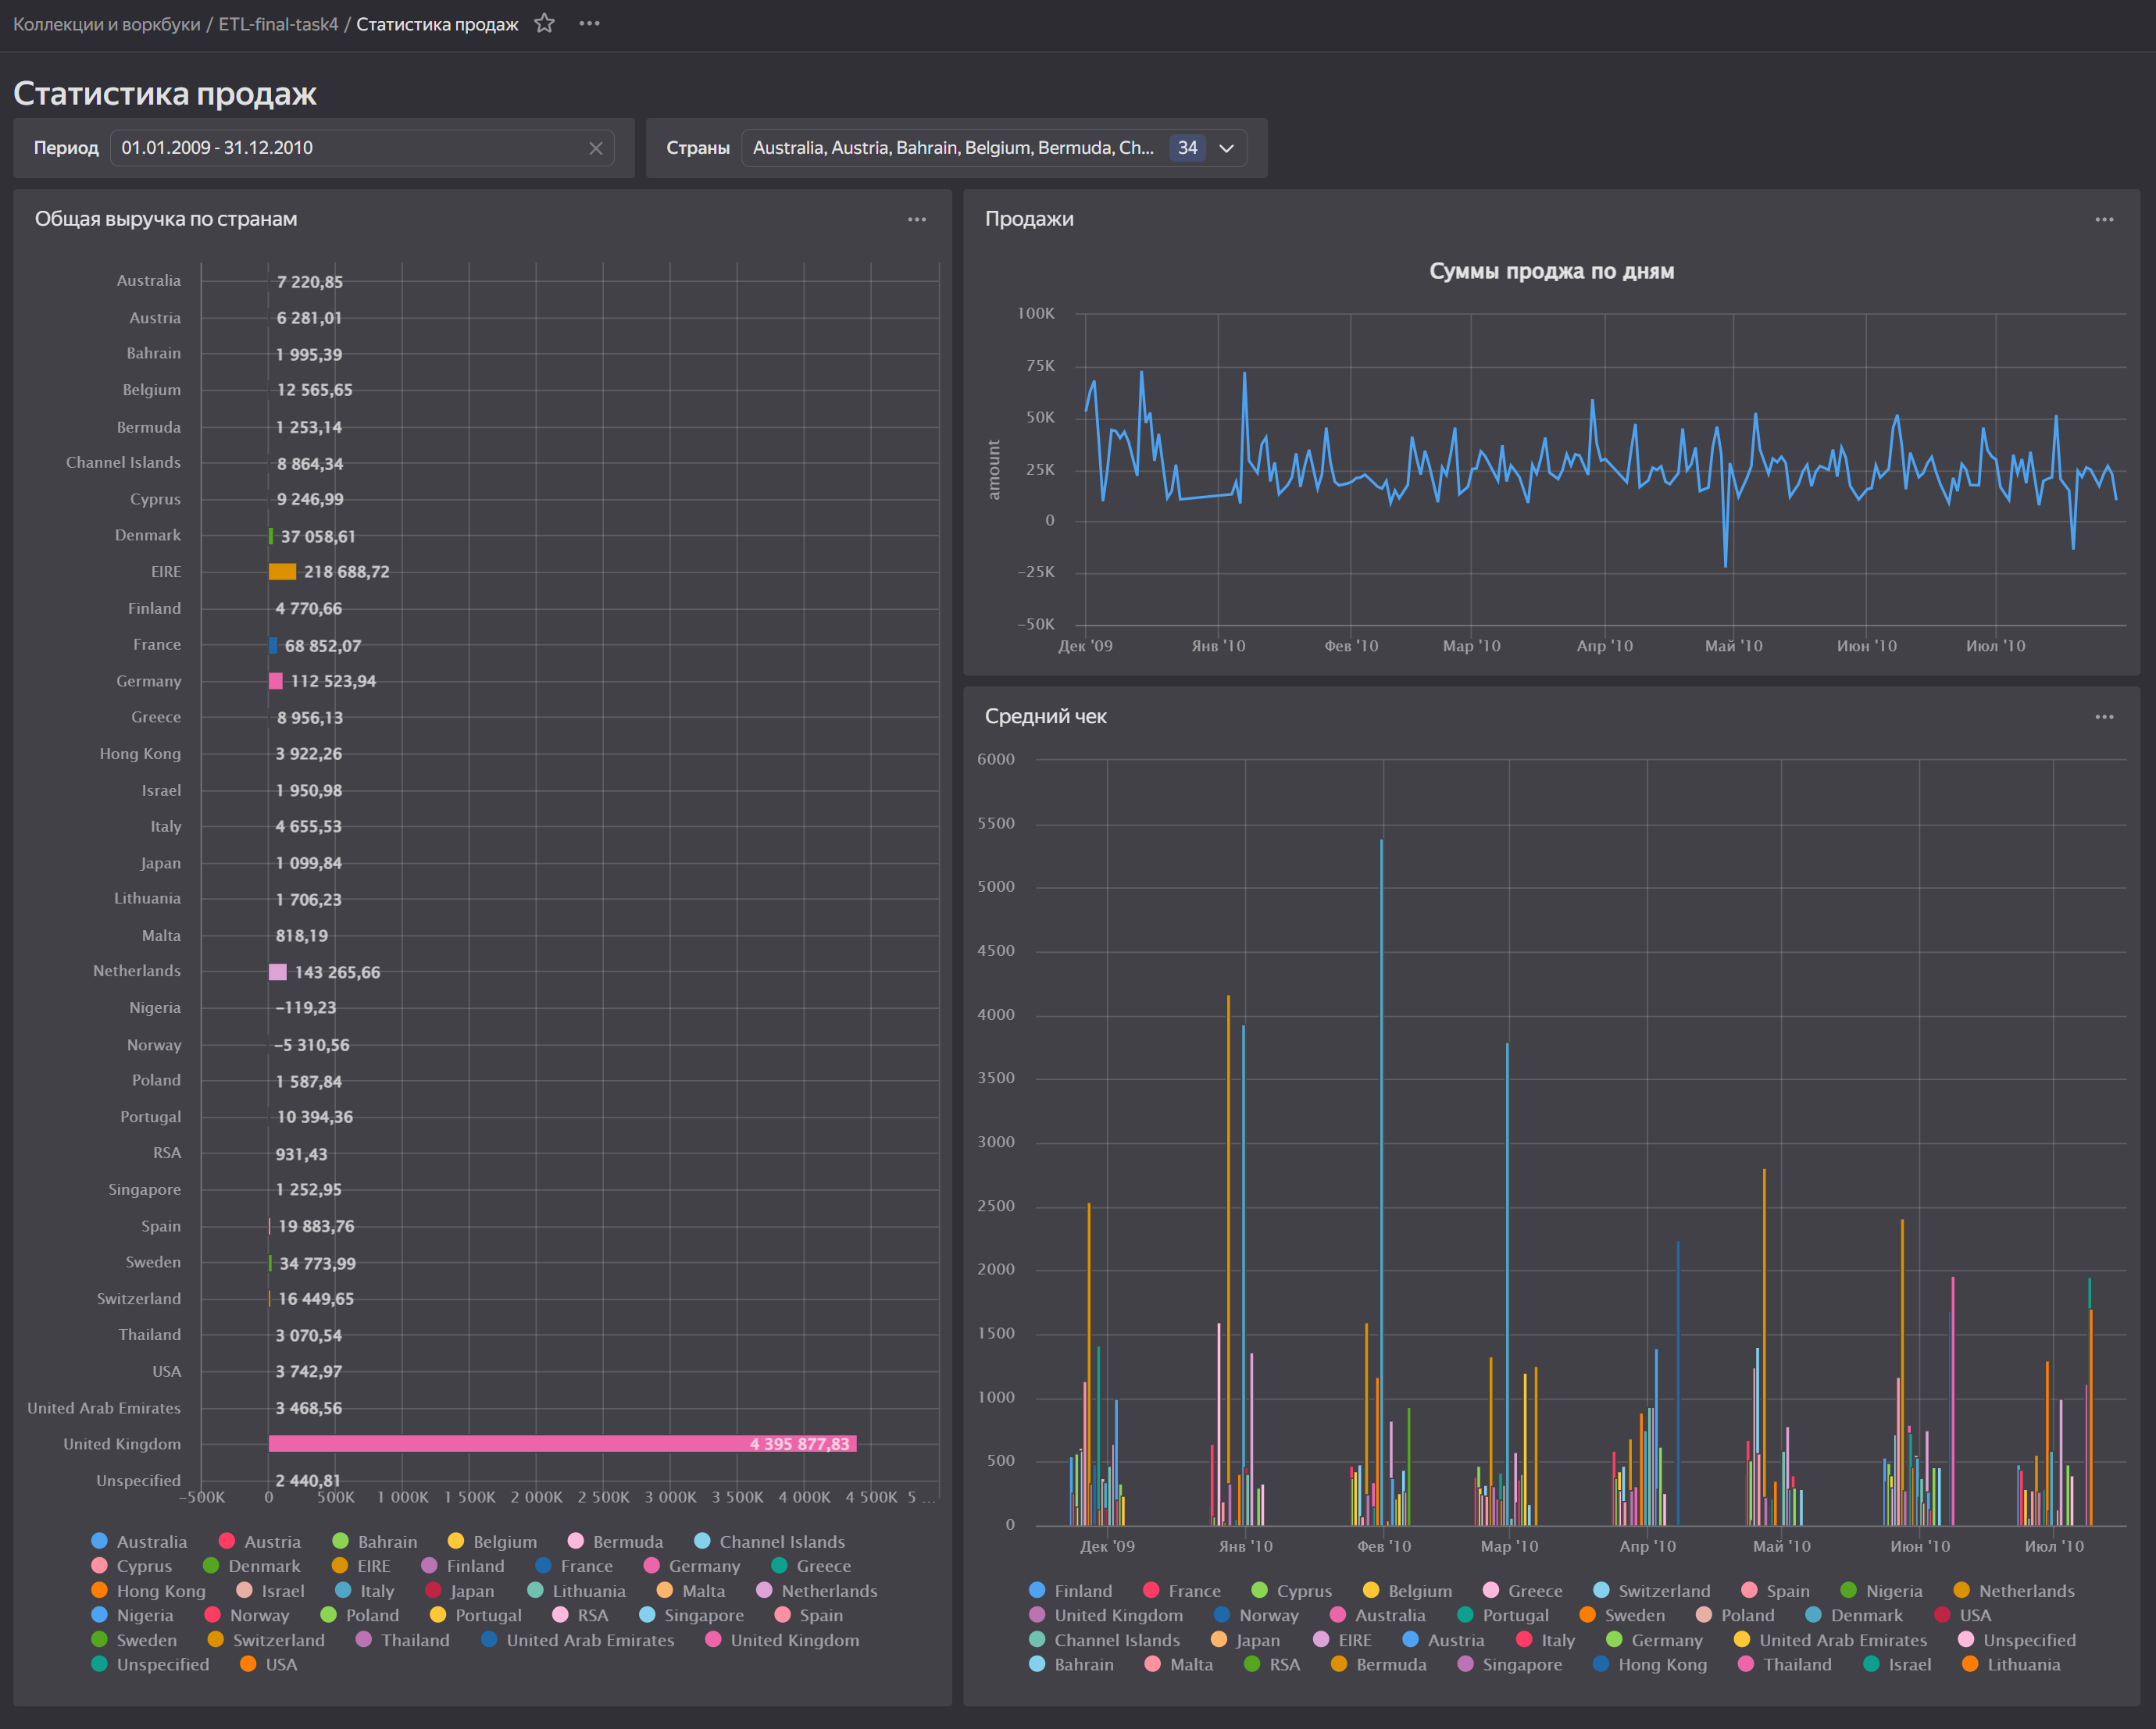 Коллекции и воркбуки / ETL-final-task4 / Статистика продаж
Статистика продаж
Период 01.01.2009 - 31.12.2010
Страны Australia, Austria, Bahrain, Belgium, Bermuda, Ch... 34
Общая выручка по странам
Australia 7 220,85
Austria 6 281,01
Bahrain 1 995,39
Belgium 12 565,65
Bermuda 1 253,14
Channel Islands 8 864,34
Cyprus 9 246,99
Denmark 37 058,61
EIRE 218 688,72
Finland 4 770,66
France 68 852,07
Germany 112 523,94
Greece 8 956,13
Hong Kong 3 922,26
Israel 1 950,98
Italy 4 655,53
Japan 1 099,84
Lithuania 1 706,23
Malta 818,19
Netherlands 143 265,66
Nigeria −119,23
Norway −5 310,56
Poland 1 587,84
Portugal 10 394,36
RSA 931,43
Singapore 1 252,95
Spain 19 883,76
Sweden 34 773,99
Switzerland 16 449,65
Thailand 3 070,54
USA 3 742,97
United Arab Emirates 3 468,56
United Kingdom 4 395 877,83
Unspecified 2 440,81
−500K 0 500K 1 000K 1 500K 2 000K 2 500K 3 000K 3 500K 4 000K 4 500K 5 ...
Australia Austria Bahrain Belgium Bermuda Channel Islands
Cyprus Denmark EIRE Finland France Germany Greece
Hong Kong Israel Italy Japan Lithuania Malta Netherlands
Nigeria Norway Poland Portugal RSA Singapore Spain
Sweden Switzerland Thailand United Arab Emirates United Kingdom
Unspecified USA
Продажи
Суммы проджа по дням
amount
100K
75K
50K
25K
0
−25K
−50K
Дек '09 Янв '10 Фев '10 Мар '10 Апр '10 Май '10 Июн '10 Июл '10
Средний чек
6000
5500
5000
4500
4000
3500
3000
2500
2000
1500
1000
500
0
Дек '09 Янв '10 Фев '10 Мар '10 Апр '10 Май '10 Июн '10 Июл '10
Finland France Cyprus Belgium Greece Switzerland Spain Nigeria Netherlands
United Kingdom Norway Australia Portugal Sweden Poland Denmark USA
Channel Islands Japan EIRE Austria Italy Germany United Arab Emirates Unspecified
Bahrain Malta RSA Bermuda Singapore Hong Kong Thailand Israel Lithuania